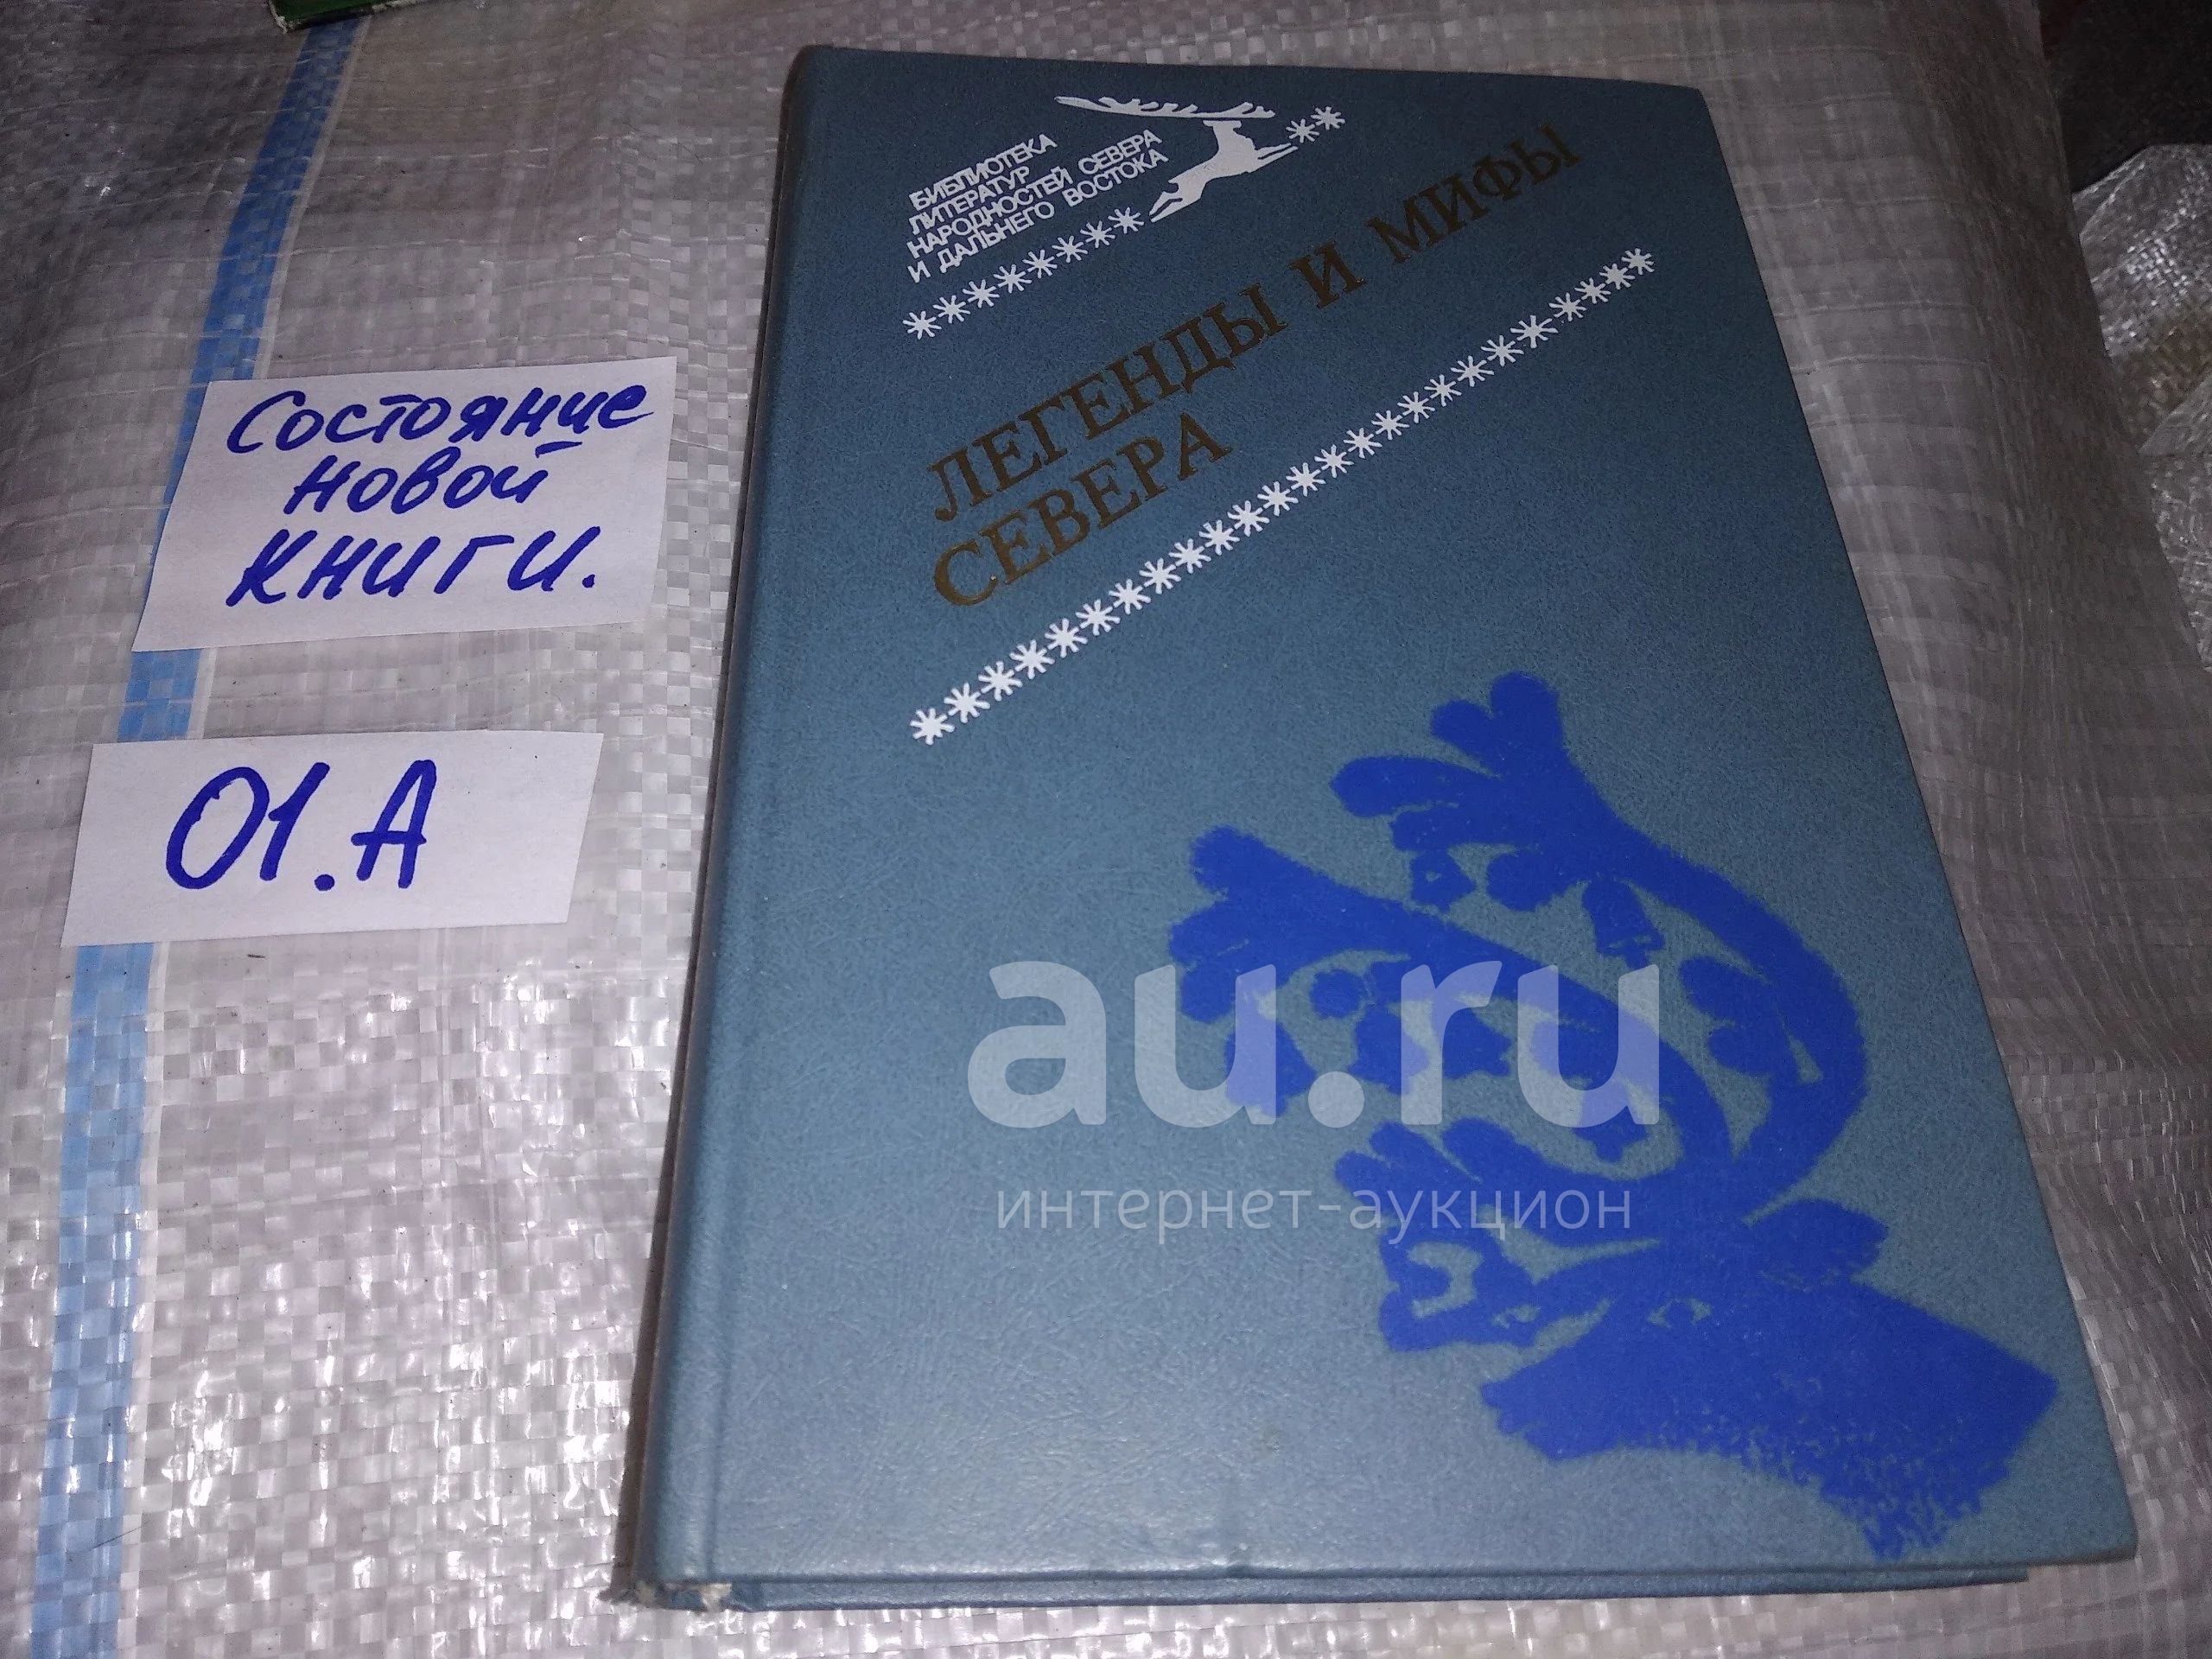 БИБЛИОТЕКА
ЛИТЕРАТУР
НАРОДНОСТЕЙ СЕВЕРА
И ДАЛЬНЕГО ВОСТОКА
ЛЕГЕНДЫ И МИФЫ
СЕВЕРА
Состояние
новой
книги.
01.А
au.ru
интернет-аукцион